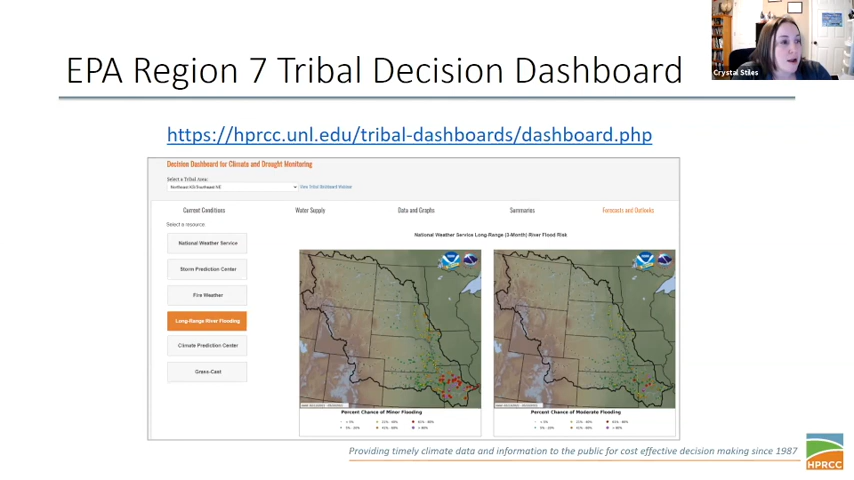 EPA Region 7 Tribal Decision Dashboard
Crystal Stiles
https://hprcc.unl.edu/tribal-dashboards/dashboard.php
Decision Dashboard for Climate and Drought Monitoring
Select a Tribal Area:
Northeast KS/Southeast NE
Current Conditions
Water Supply
Data and Graphs
Summaries
Forecasts and Outlooks
Select a resource:
National Weather Service
Storm Prediction Center
Fire Weather
Long-Range River Flooding
Climate Prediction Center
Grass-Cast
National Weather Service Long-Range (3-Month) River Flood Risk
Percent Chance of Minor Flooding
Percent Chance of Moderate Flooding
Providing timely climate data and information to the public for cost effective decision making since 1987
HPRCC